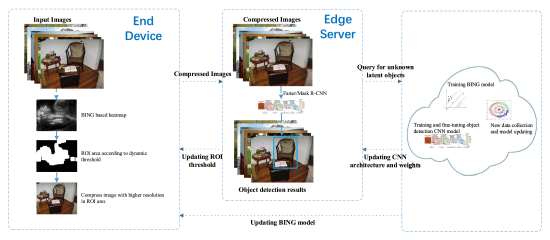 Input Images
End
Device
BING based heatmap
ROI area according to dynamic
threshold
Compress image with higher resolution
in ROI area
Compressed Images
Updating ROI
threshold
Compressed Images
Edge
Server
Faster/Mask R-CNN
Object detection results
Query for unknown
latent objects
Updating CNN
architecture and weights
Training BING model
New data collection
and model updating
Training and fine-tuning object
detection CNN model
Updating BING model